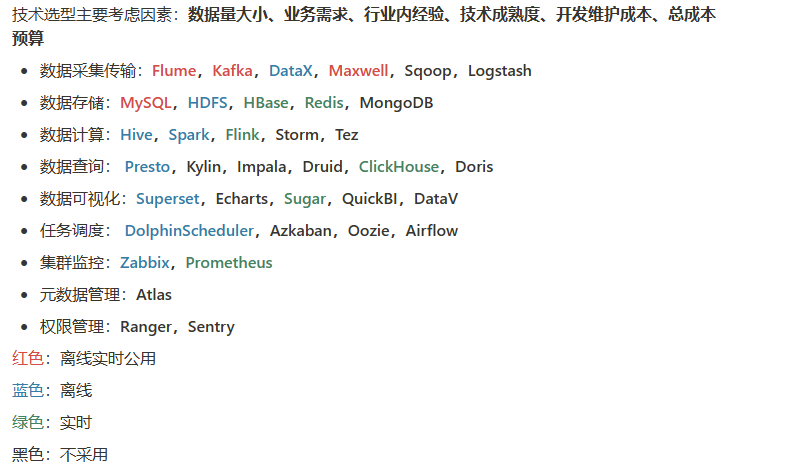 技术选型主要考虑因素：数据量大小、业务需求、行业内经验、技术成熟度、开发维护成本、总成本
预算
数据采集传输：Flume，Kafka，DataX，Maxwell，Sqoop，Logstash
数据存储：MySQL，HDFS，HBase，Redis，MongoDB
数据计算：Hive，Spark，Flink，Storm，Tez
数据查询： Presto，Kylin，Impala，Druid，ClickHouse，Doris
数据可视化：Superset，Echarts，Sugar，QuickBI，DataV
任务调度： DolphinScheduler，Azkaban，Oozie，Airflow
集群监控：Zabbix，Prometheus
元数据管理：Atlas
权限管理：Ranger，Sentry
红色：离线实时公用
蓝色：离线
绿色：实时
黑色：不采用